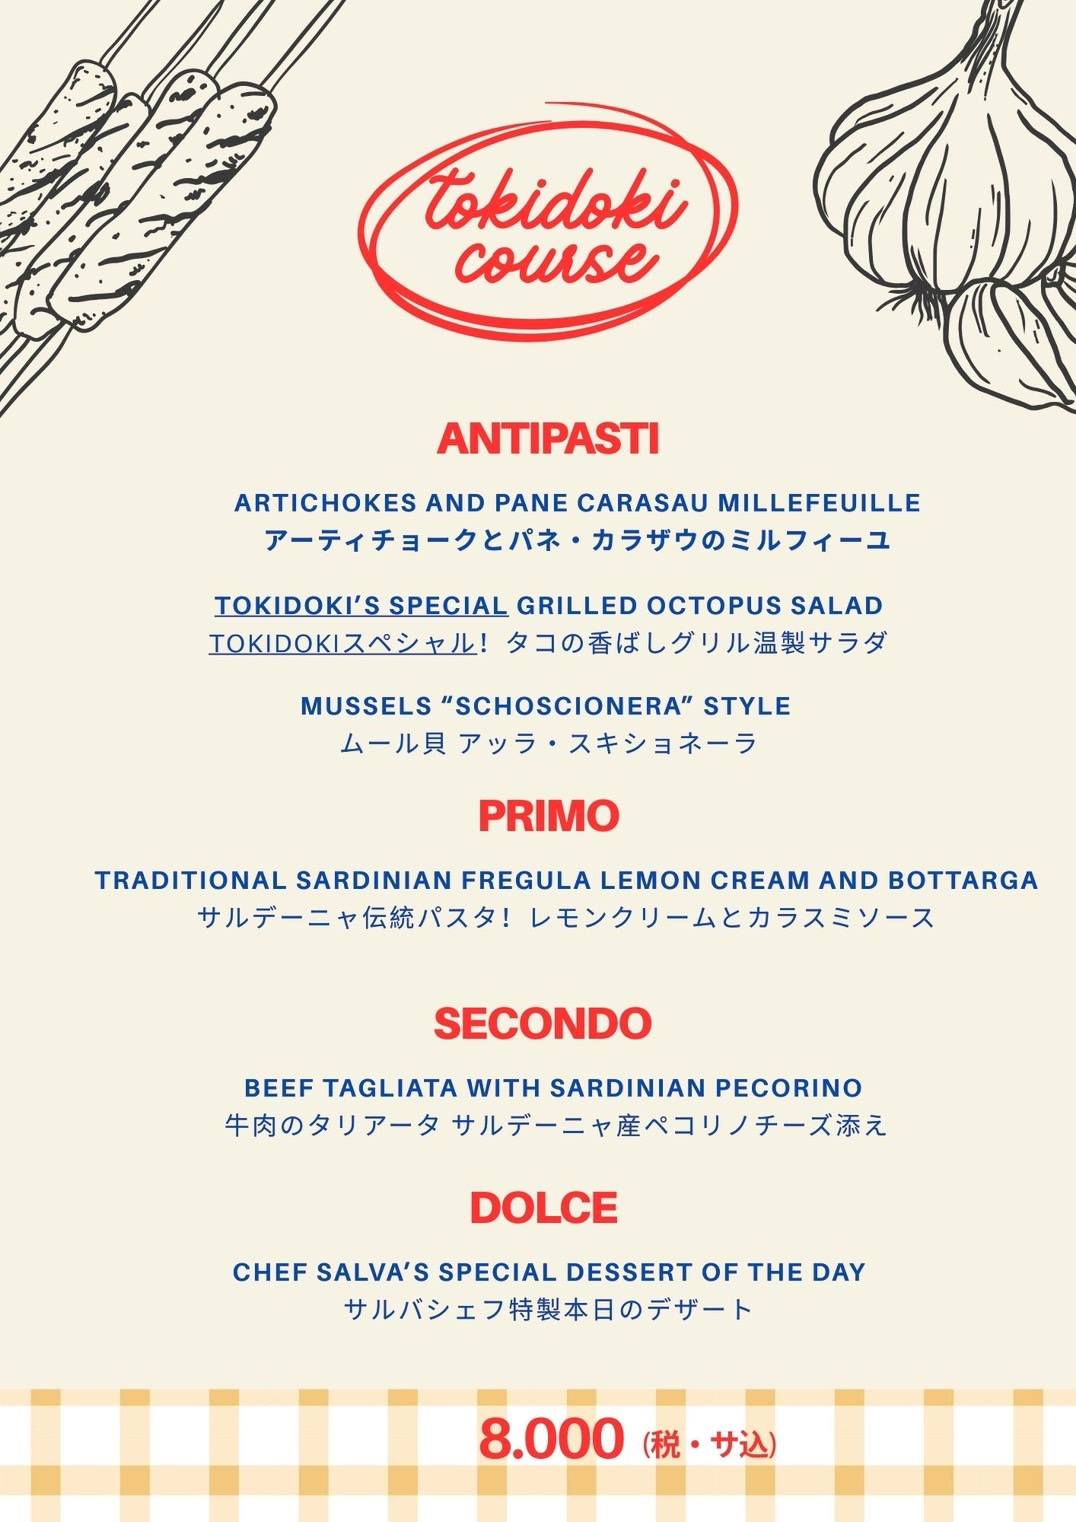 tokidoki
course
ANTIPASTI
ARTICHOKES AND PANE CARASAU MILLEFEUILLE
アーティチョークとパネ・カラザウのミルフィーユ
TOKIDOKI’S SPECIAL GRILLED OCTOPUS SALAD
TOKIDOKIスペシャル！タコの香ばしグリル温製サラダ
MUSSELS “SCHOSCIONERA” STYLE
ムール貝 アッラ・スキショネーラ
PRIMO
TRADITIONAL SARDINIAN FREGULA LEMON CREAM AND BOTTARGA
サルデーニャ伝統パスタ！レモンクリームとカラスミソース
SECONDO
BEEF TAGLIATA WITH SARDINIAN PECORINO
牛肉のタリアータ サルデーニャ産ペコリノチーズ添え
DOLCE
CHEF SALVA’S SPECIAL DESSERT OF THE DAY
サルバシェフ特製本日のデザート
8.000 (税・サ込)